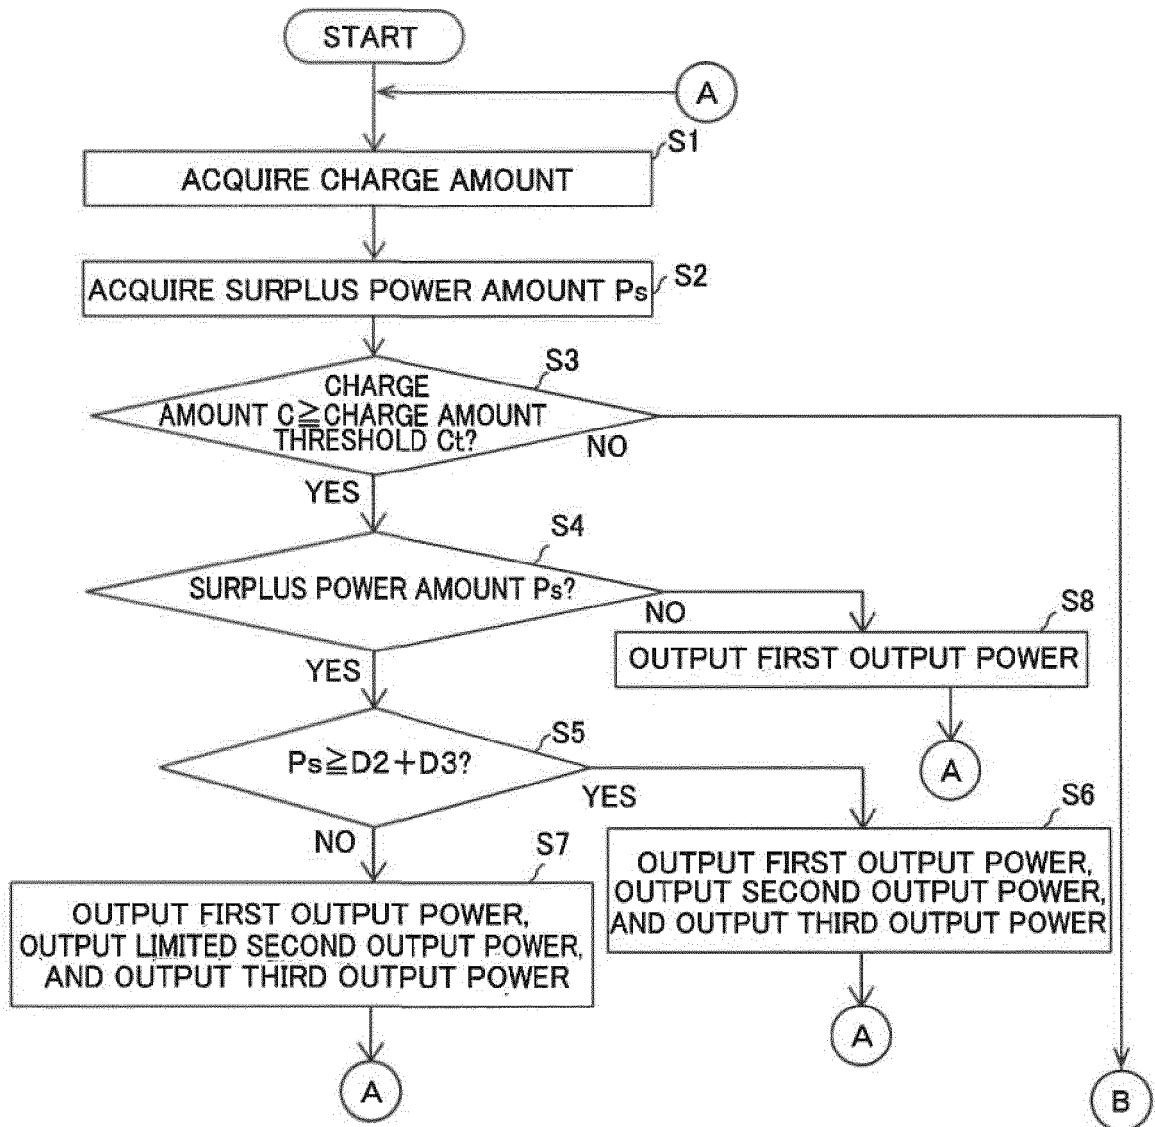 START
A
S1
ACQUIRE CHARGE AMOUNT
S2
ACQUIRE SURPLUS POWER AMOUNT Ps
S3
CHARGE
AMOUNT C≧CHARGE AMOUNT
THRESHOLD Ct?
NO
YES
S4
SURPLUS POWER AMOUNT Ps?
NO
S8
OUTPUT FIRST OUTPUT POWER
YES
A
S5
Ps≧D2+D3?
YES
S6
OUTPUT FIRST OUTPUT POWER,
OUTPUT SECOND OUTPUT POWER,
AND OUTPUT THIRD OUTPUT POWER
NO
S7
OUTPUT FIRST OUTPUT POWER,
OUTPUT LIMITED SECOND OUTPUT POWER,
AND OUTPUT THIRD OUTPUT POWER
A
A
B